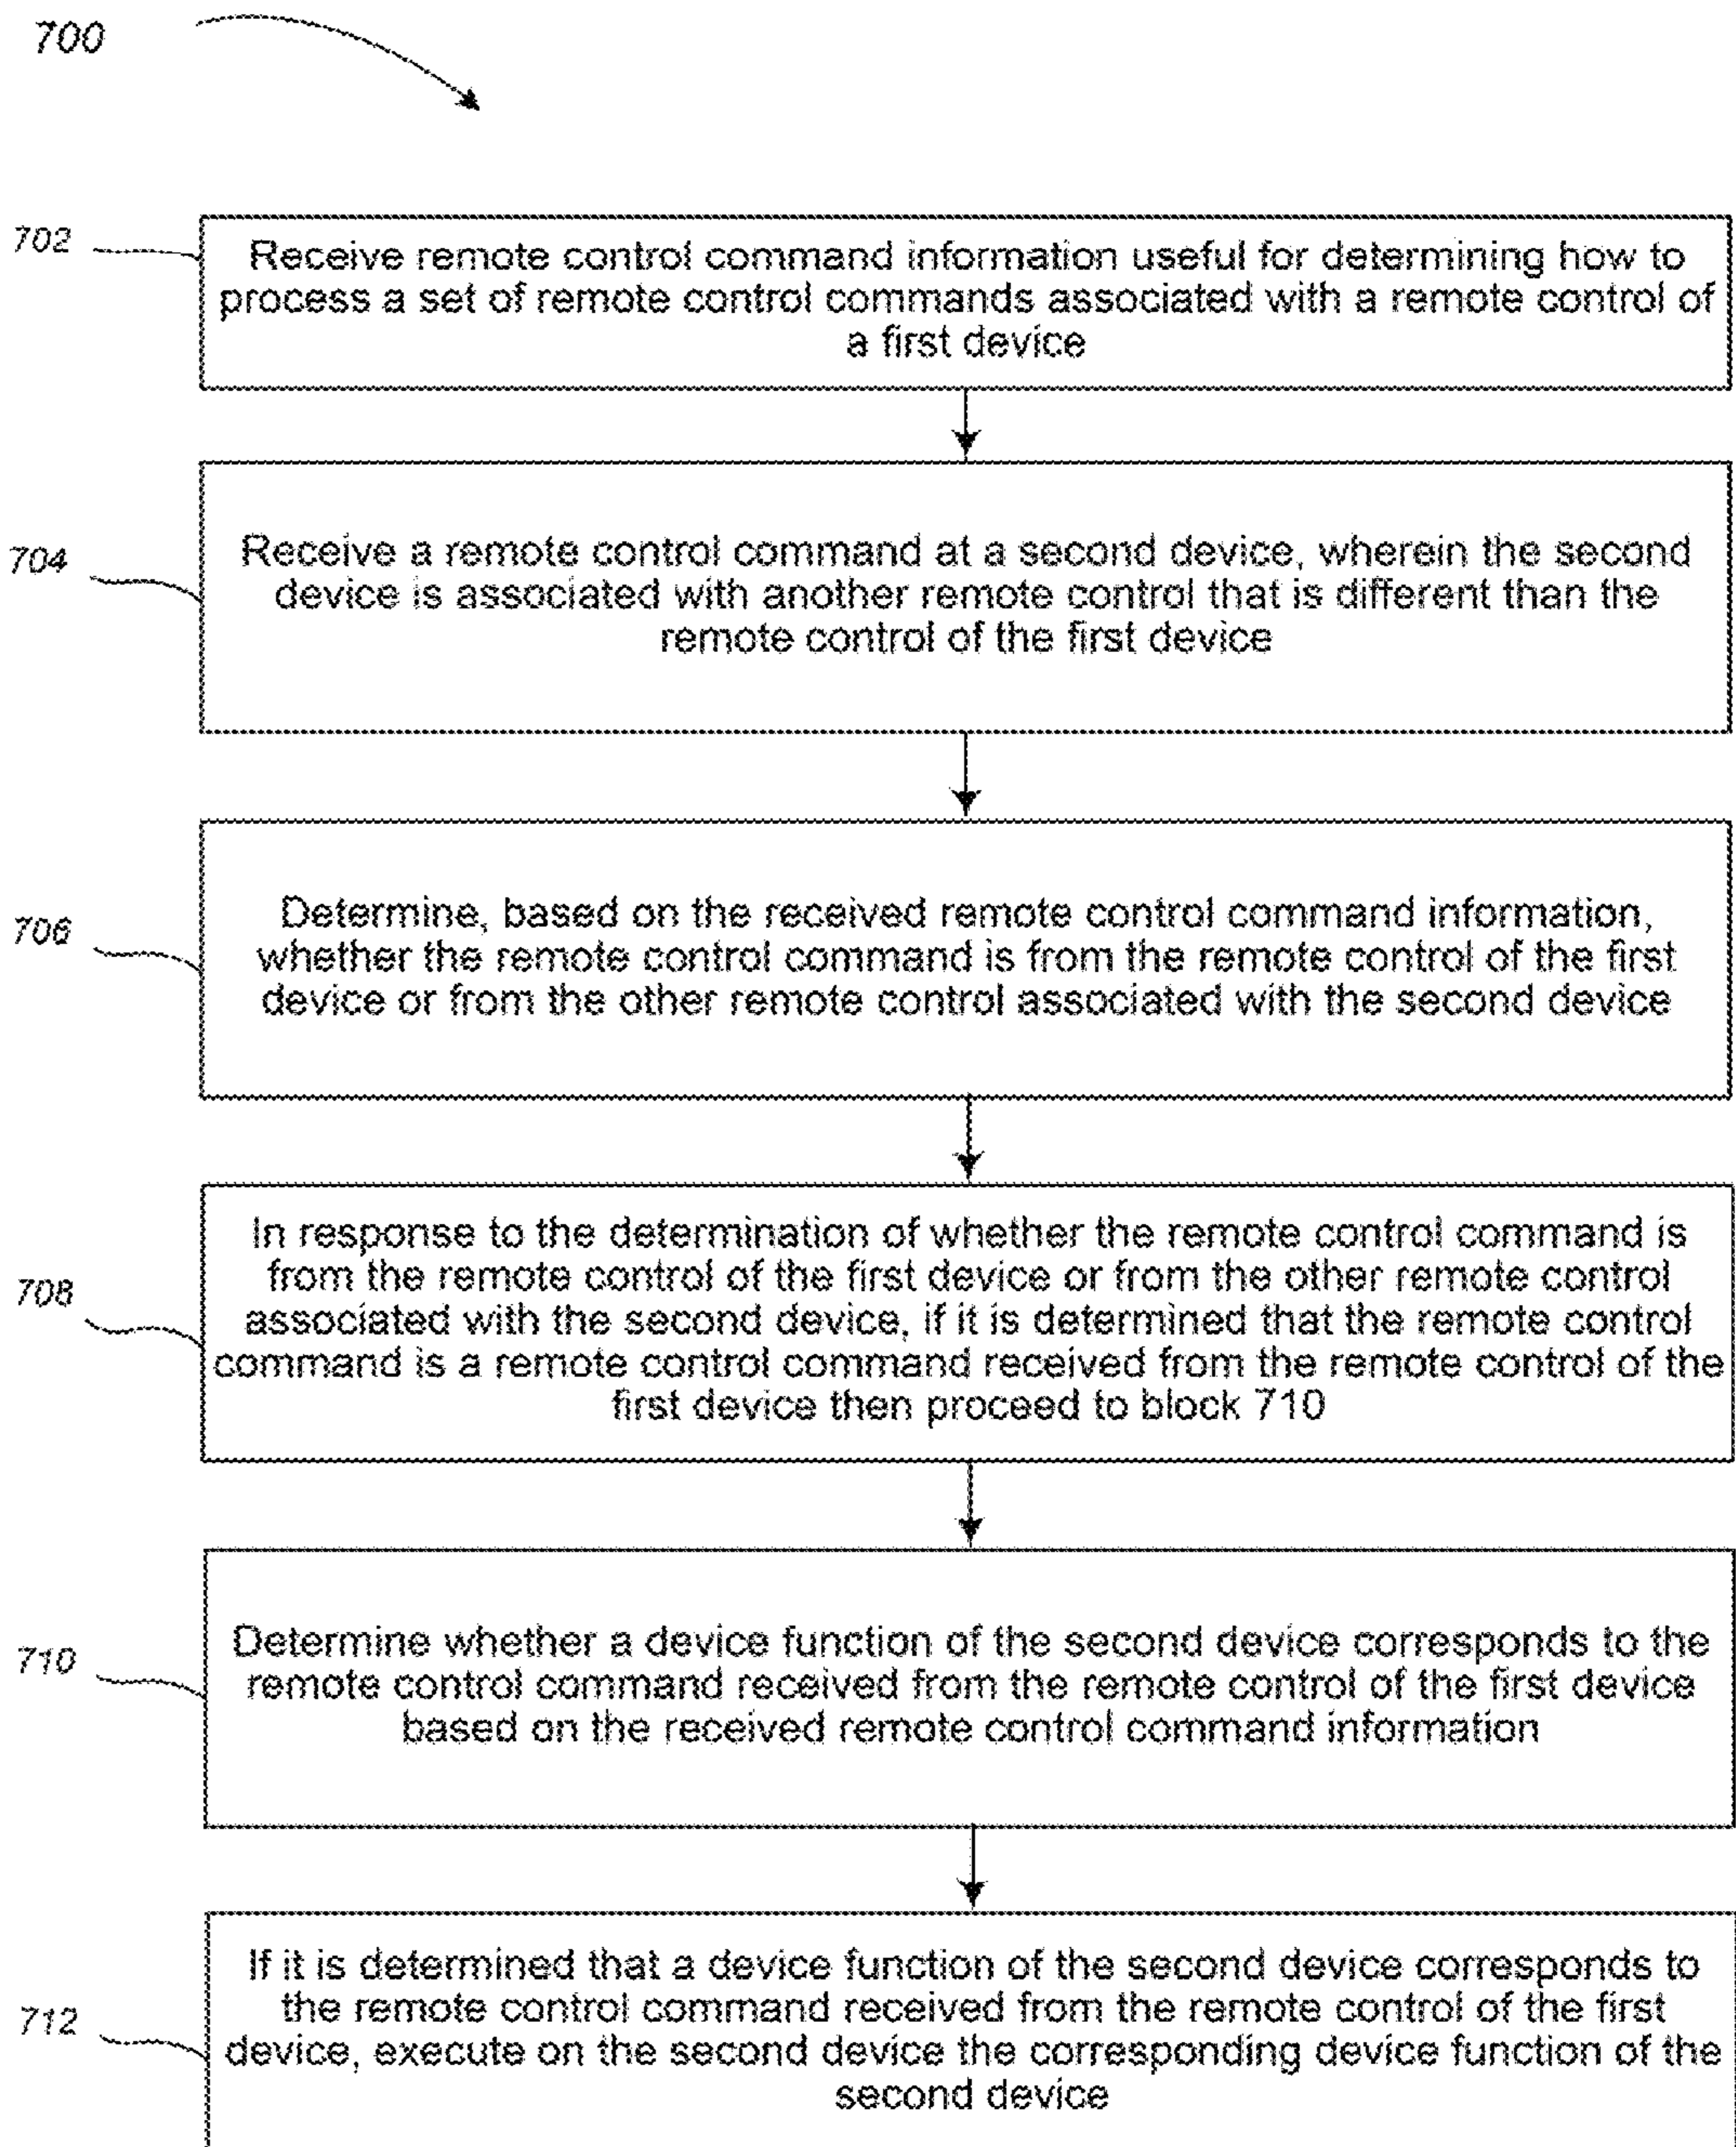 700
702
Receive remote control command information useful for determining how to
process a set of remote control commands associated with a remote control of
a first device
704
Receive a remote control command at a second device, wherein the second
device is associated with another remote control that is different than the
remote control of the first device
706
Determine, based on the received remote control command information,
whether the remote control command is from the remote control of the first
device or from the other remote control associated with the second device
708
In response to the determination of whether the remote control command is
from the remote control of the first device or from the other remote control
associated with the second device, if it is determined that the remote control
command is a remote control command received from the remote control of the
first device then proceed to block 710
710
Determine whether a device function of the second device corresponds to the
remote control command received from the remote control of the first device
based on the received remote control command information
712
If it is determined that a device function of the second device corresponds to
the remote control command received from the remote control of the first
device, execute on the second device the corresponding device function of the
second device